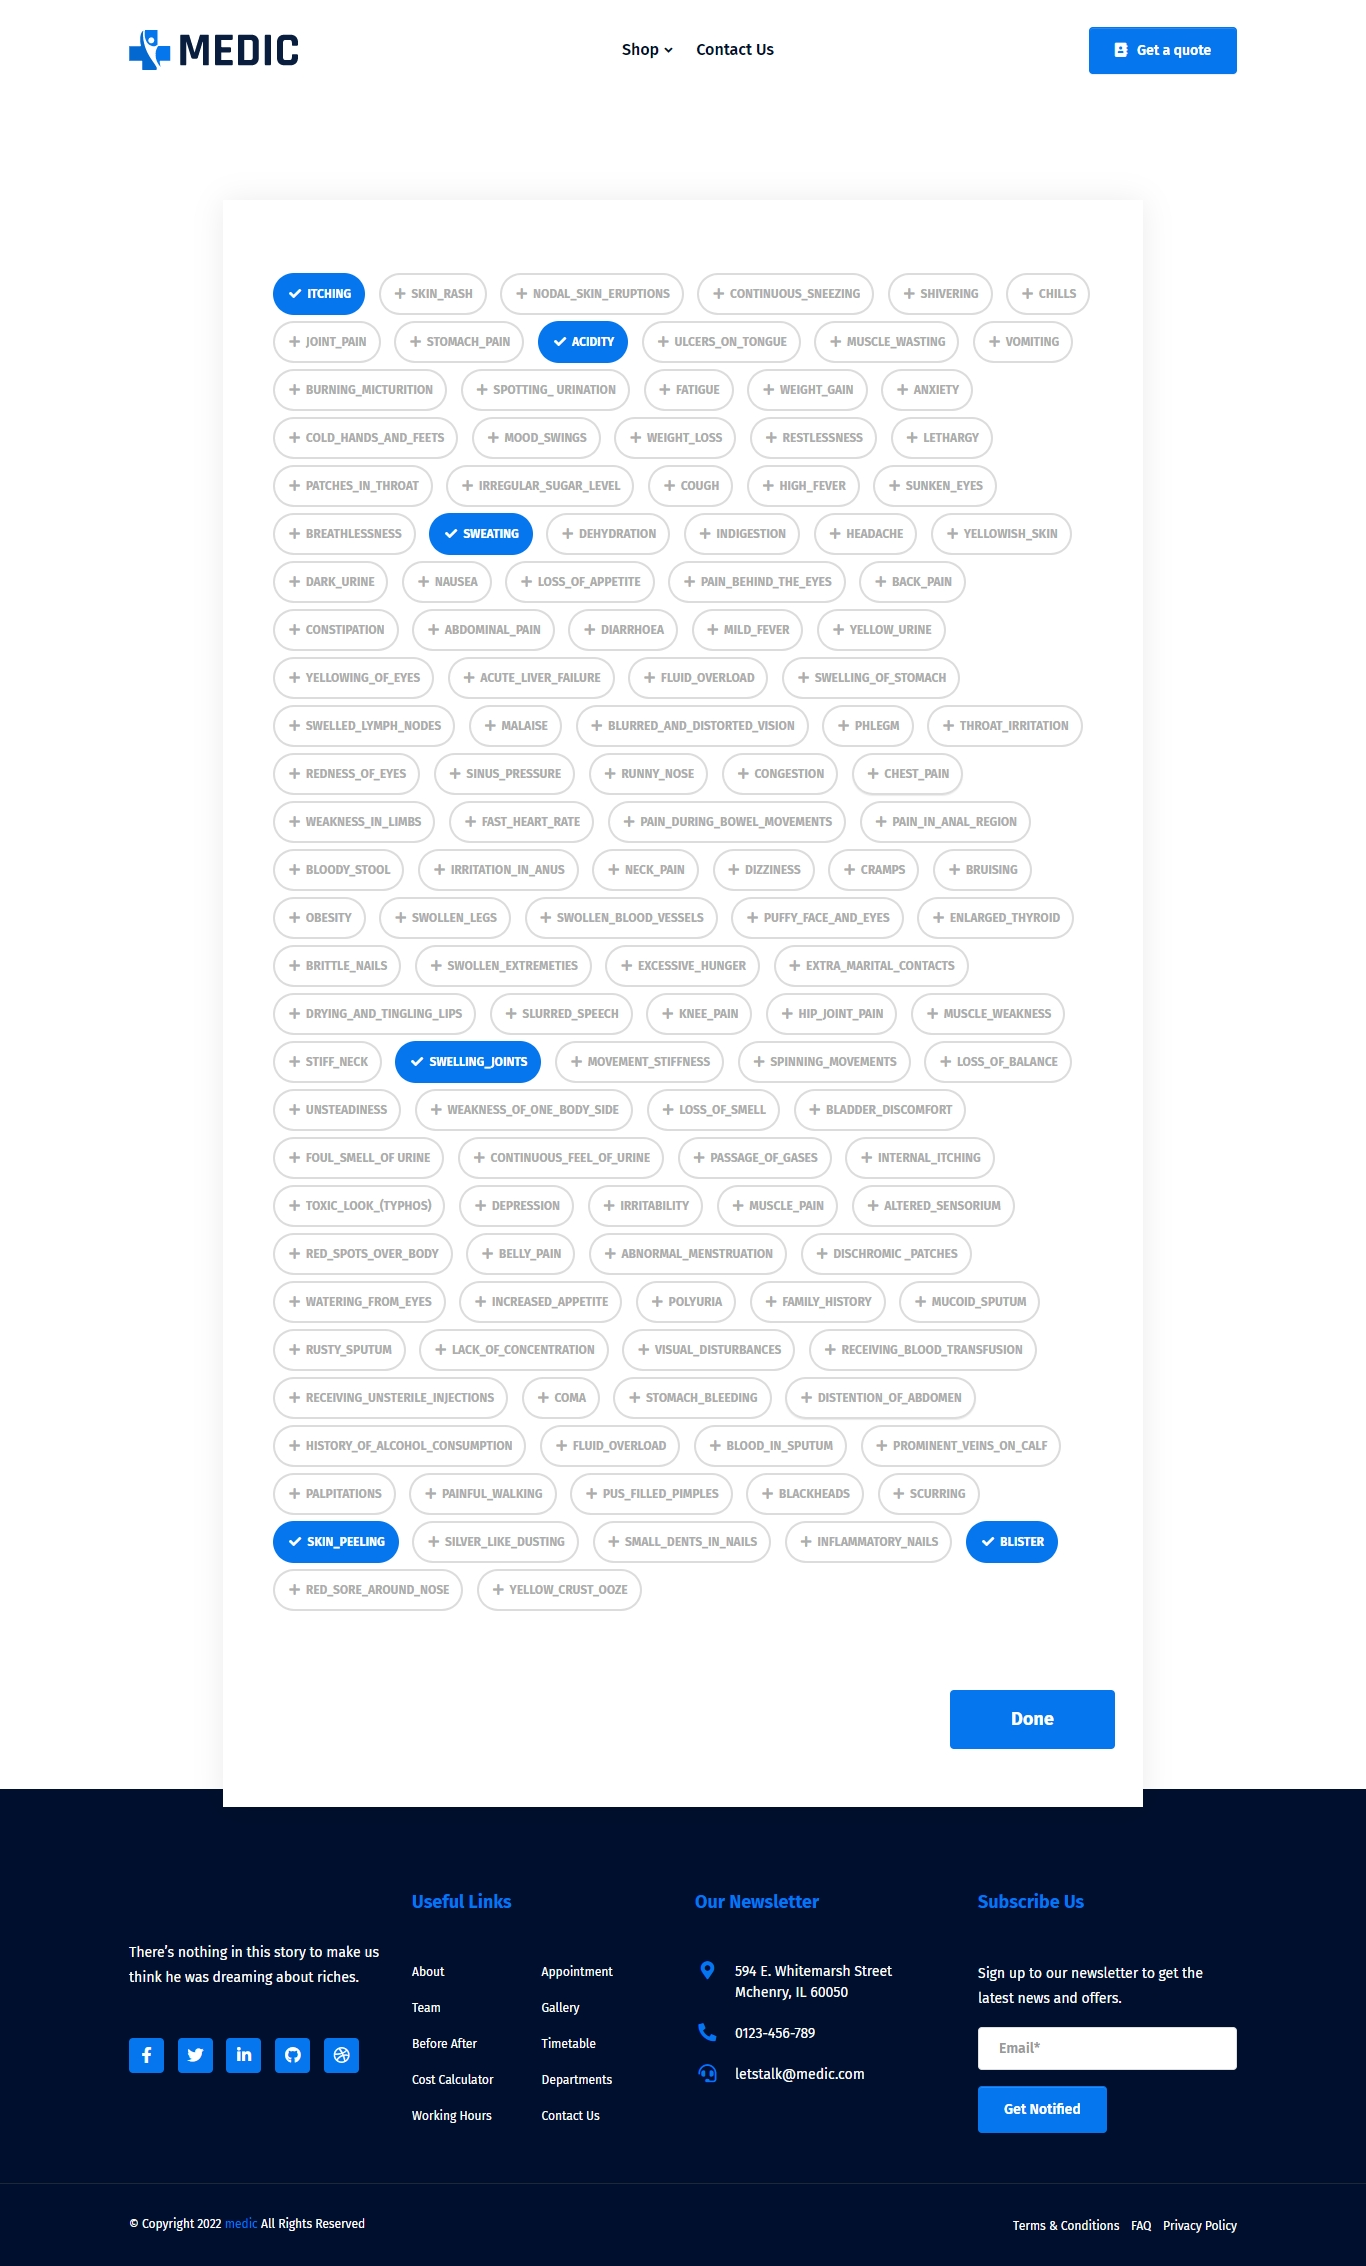 MEDIC
Shop
Contact Us
Get a quote
ITCHING SKIN_RASH NODAL_SKIN_ERUPTIONS CONTINUOUS_SNEEZING SHIVERING CHILLS
JOINT_PAIN STOMACH_PAIN ACIDITY ULCERS_ON_TONGUE MUSCLE_WASTING VOMITING
BURNING_MICTURITION SPOTTING_ URINATION FATIGUE WEIGHT_GAIN ANXIETY
COLD_HANDS_AND_FEETS MOOD_SWINGS WEIGHT_LOSS RESTLESSNESS LETHARGY
PATCHES_IN_THROAT IRREGULAR_SUGAR_LEVEL COUGH HIGH_FEVER SUNKEN_EYES
BREATHLESSNESS SWEATING DEHYDRATION INDIGESTION HEADACHE YELLOWISH_SKIN
DARK_URINE NAUSEA LOSS_OF_APPETITE PAIN_BEHIND_THE_EYES BACK_PAIN
CONSTIPATION ABDOMINAL_PAIN DIARRHOEA MILD_FEVER YELLOW_URINE
YELLOWING_OF_EYES ACUTE_LIVER_FAILURE FLUID_OVERLOAD SWELLING_OF_STOMACH
SWELLED_LYMPH_NODES MALAISE BLURRED_AND_DISTORTED_VISION PHLEGM THROAT_IRRITATION
REDNESS_OF_EYES SINUS_PRESSURE RUNNY_NOSE CONGESTION CHEST_PAIN
WEAKNESS_IN_LIMBS FAST_HEART_RATE PAIN_DURING_BOWEL_MOVEMENTS PAIN_IN_ANAL_REGION
BLOODY_STOOL IRRITATION_IN_ANUS NECK_PAIN DIZZINESS CRAMPS BRUISING
OBESITY SWOLLEN_LEGS SWOLLEN_BLOOD_VESSELS PUFFY_FACE_AND_EYES ENLARGED_THYROID
BRITTLE_NAILS SWOLLEN_EXTREMETIES EXCESSIVE_HUNGER EXTRA_MARITAL_CONTACTS
DRYING_AND_TINGLING_LIPS SLURRED_SPEECH KNEE_PAIN HIP_JOINT_PAIN MUSCLE_WEAKNESS
STIFF_NECK SWELLING_JOINTS MOVEMENT_STIFFNESS SPINNING_MOVEMENTS LOSS_OF_BALANCE
UNSTEADINESS WEAKNESS_OF_ONE_BODY_SIDE LOSS_OF_SMELL BLADDER_DISCOMFORT
FOUL_SMELL_OF URINE CONTINUOUS_FEEL_OF_URINE PASSAGE_OF_GASES INTERNAL_ITCHING
TOXIC_LOOK_(TYPHOS) DEPRESSION IRRITABILITY MUSCLE_PAIN ALTERED_SENSORIUM
RED_SPOTS_OVER_BODY BELLY_PAIN ABNORMAL_MENSTRUATION DISCHROMIC _PATCHES
WATERING_FROM_EYES INCREASED_APPETITE POLYURIA FAMILY_HISTORY MUCOID_SPUTUM
RUSTY_SPUTUM LACK_OF_CONCENTRATION VISUAL_DISTURBANCES RECEIVING_BLOOD_TRANSFUSION
RECEIVING_UNSTERILE_INJECTIONS COMA STOMACH_BLEEDING DISTENTION_OF_ABDOMEN
HISTORY_OF_ALCOHOL_CONSUMPTION FLUID_OVERLOAD BLOOD_IN_SPUTUM PROMINENT_VEINS_ON_CALF
PALPITATIONS PAINFUL_WALKING PUS_FILLED_PIMPLES BLACKHEADS SCURRING
SKIN_PEELING SILVER_LIKE_DUSTING SMALL_DENTS_IN_NAILS INFLAMMATORY_NAILS BLISTER
RED_SORE_AROUND_NOSE YELLOW_CRUST_OOZE
Done
There's nothing in this story to make us
think he was dreaming about riches.
Useful Links
About
Team
Before After
Cost Calculator
Working Hours
Appointment
Gallery
Timetable
Departments
Contact Us
Our Newsletter
594 E. Whitemarsh Street
Mchenry, IL 60050
0123-456-789
letstalk@medic.com
Subscribe Us
Sign up to our newsletter to get the
latest news and offers.
Email*
Get Notified
© Copyright 2022 medic All Rights Reserved
Terms & Conditions FAQ Privacy Policy